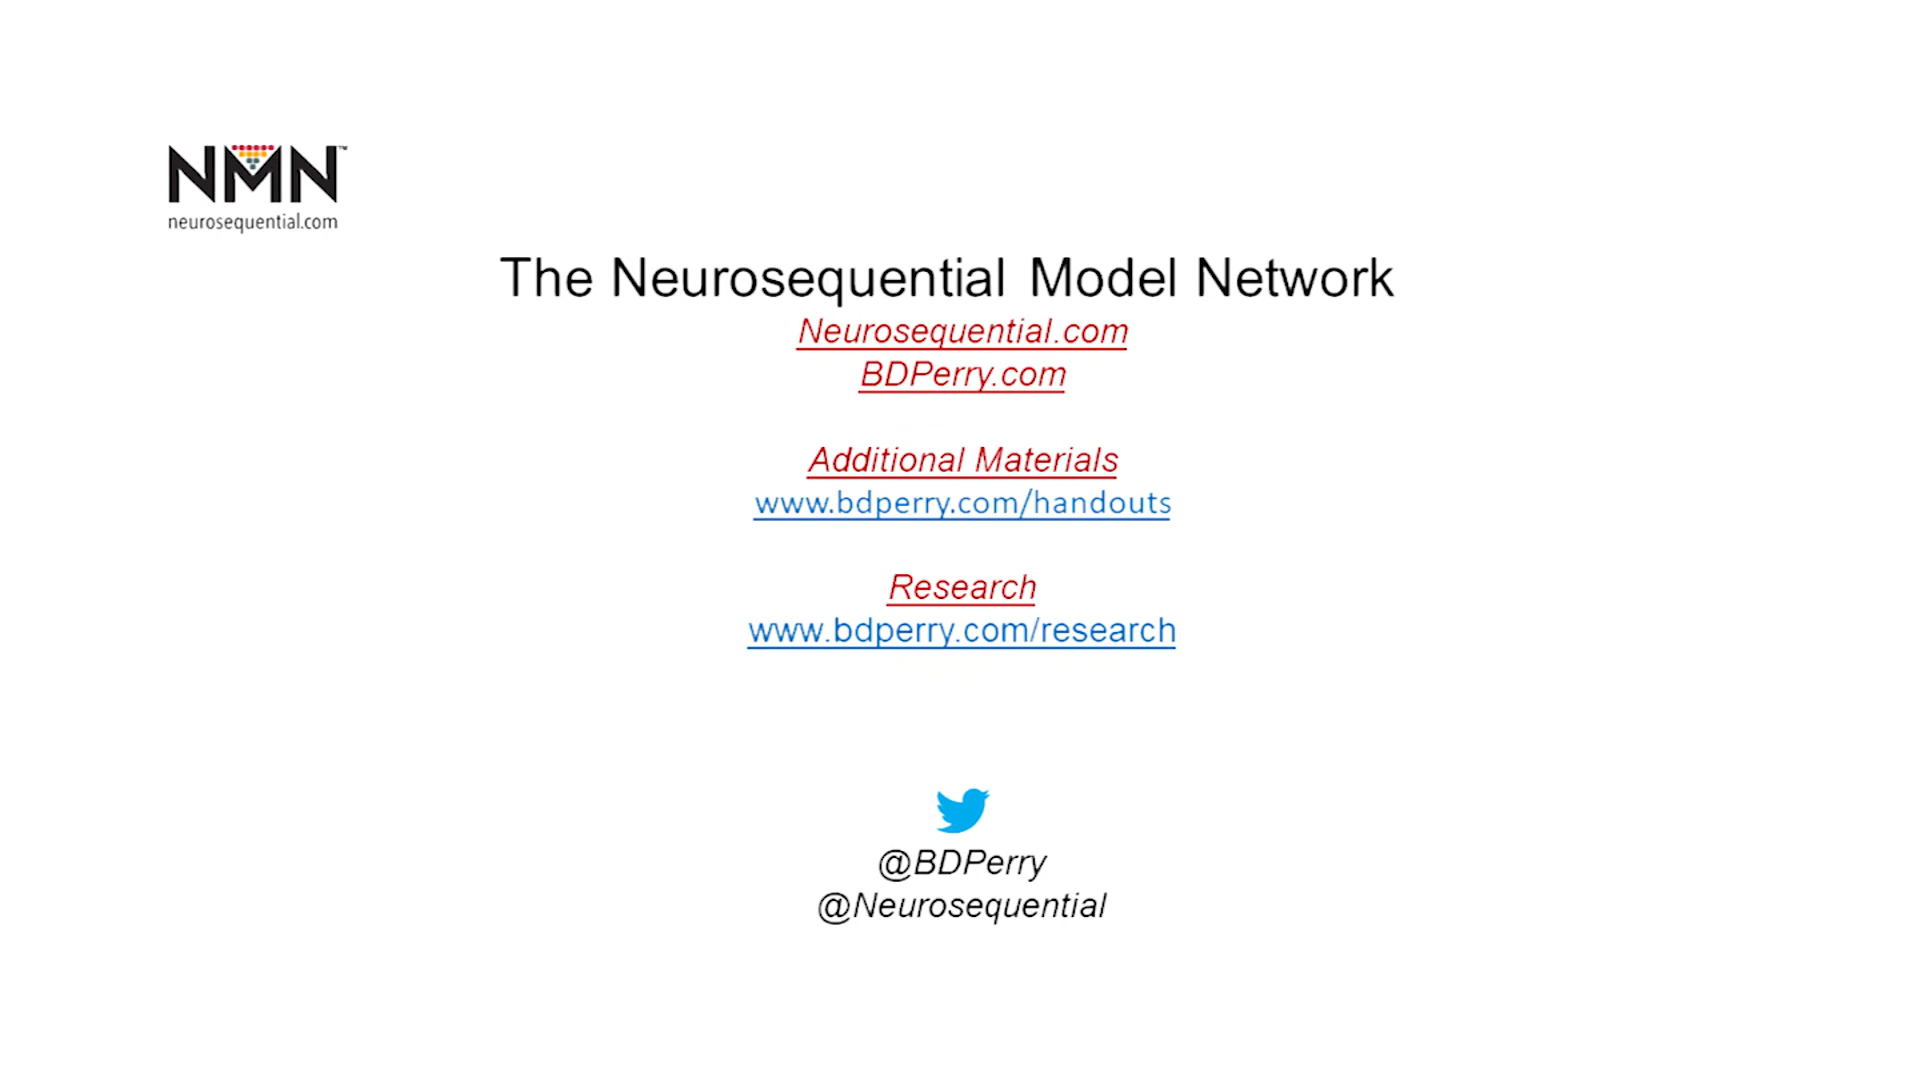 NMN™
neurosequential.com
The Neurosequential Model Network
Neurosequential.com
BDPerry.com
Additional Materials
www.bdperry.com/handouts
Research
www.bdperry.com/research
@BDPerry
@Neurosequential